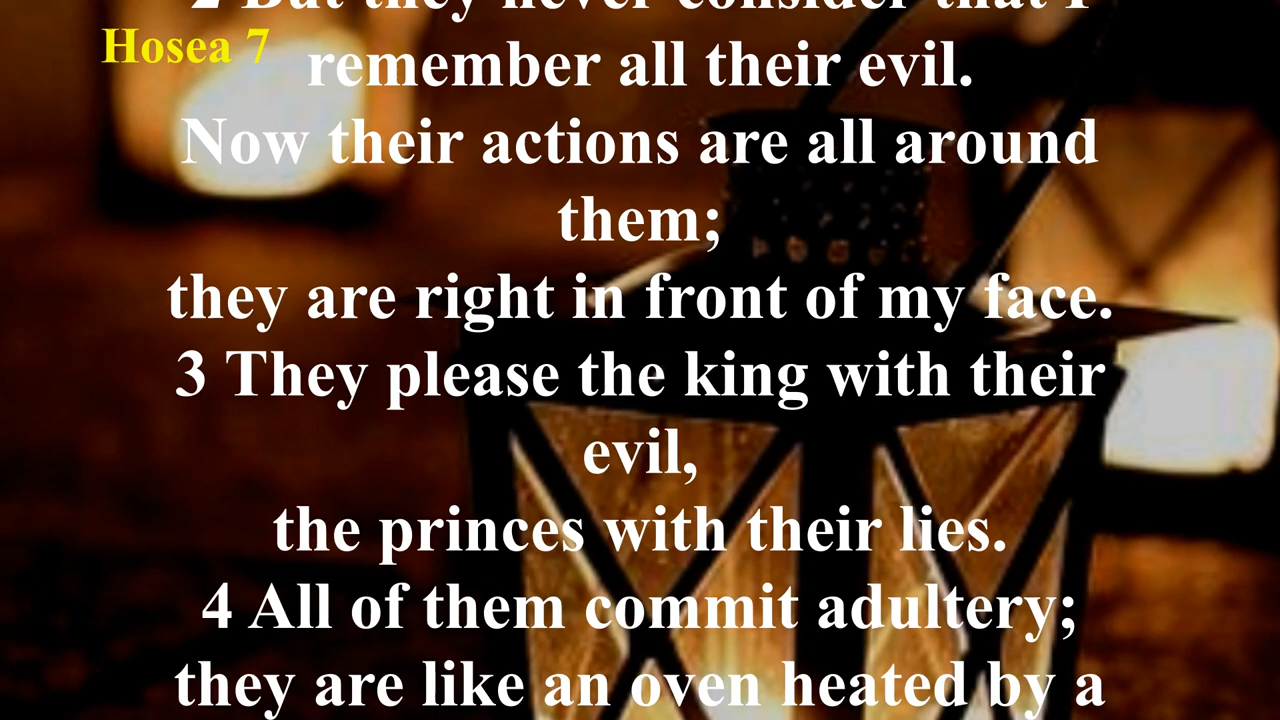 2 But they never consider that I
Hosea 7
remember all their evil.
Now their actions are all around
them;
they are right in front of my face.
3 They please the king with their
evil,
the princes with their lies.
4 All of them commit adultery;
they are like an oven heated by a